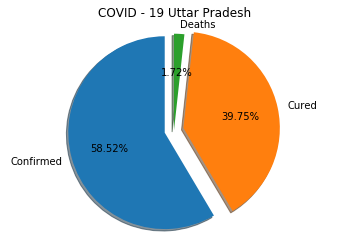 COVID - 19 Uttar Pradesh
Deaths
1.72%
Cured
39.75%
58.52%
Confirmed